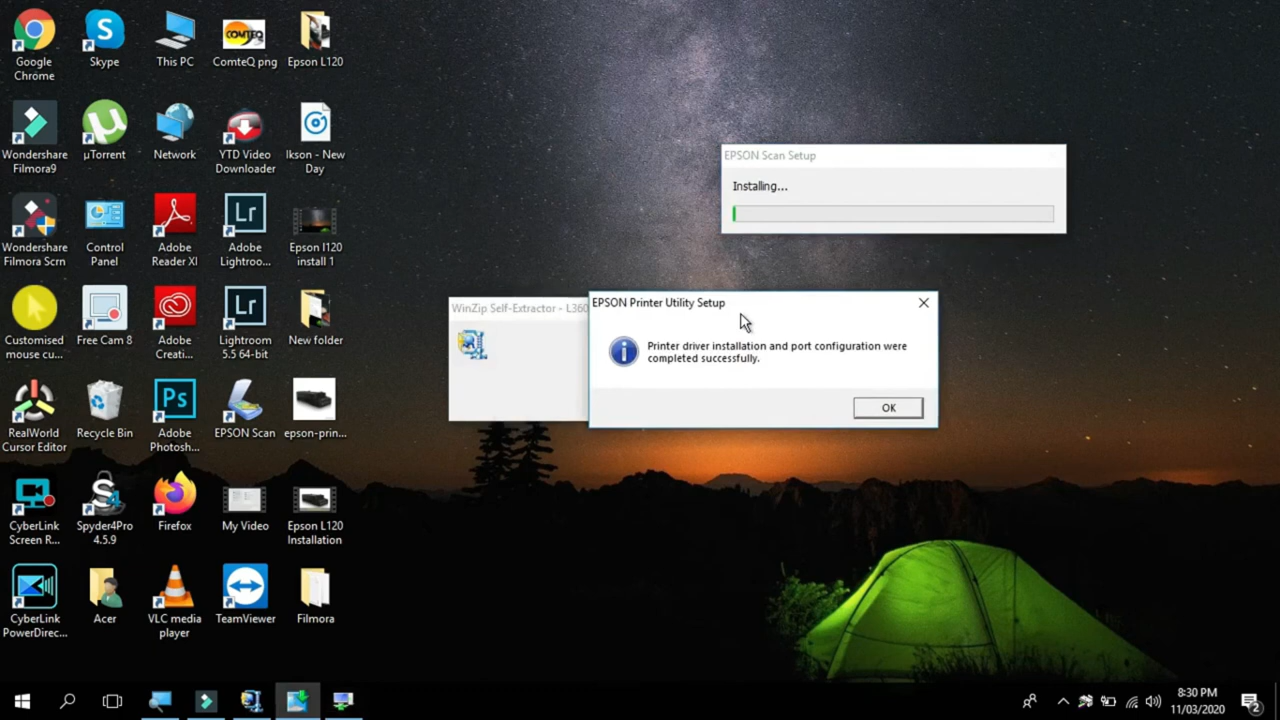 Google
Chrome
Skype
This PC
ComteQ png
Epson L120
COMTEQ
Wondershare
Filmora9
µTorrent
Network
YTD Video
Downloader
Ikson - New
Day
Wondershare
Filmora Scrn
Control
Panel
Adobe
Reader XI
Adobe
Lightroo...
Epson l120
install 1
Customised
mouse cu...
Free Cam 8
Adobe
Creati...
Lightroom
5.5 64-bit
New folder
RealWorld
Cursor Editor
Recycle Bin
Adobe
Photosh...
EPSON Scan
epson-prin...
CyberLink
Screen R...
Spyder4Pro
4.5.9
Firefox
My Video
Epson L120
Installation
CyberLink
PowerDirec...
Acer
VLC media
player
TeamViewer
Filmora
S
Lr
Lr
Ps
EPSON Scan Setup
Installing...
WinZip Self-Extractor - L360
EPSON Printer Utility Setup
Printer driver installation and port configuration were
completed successfully.
OK
8:30 PM
11/03/2020
2